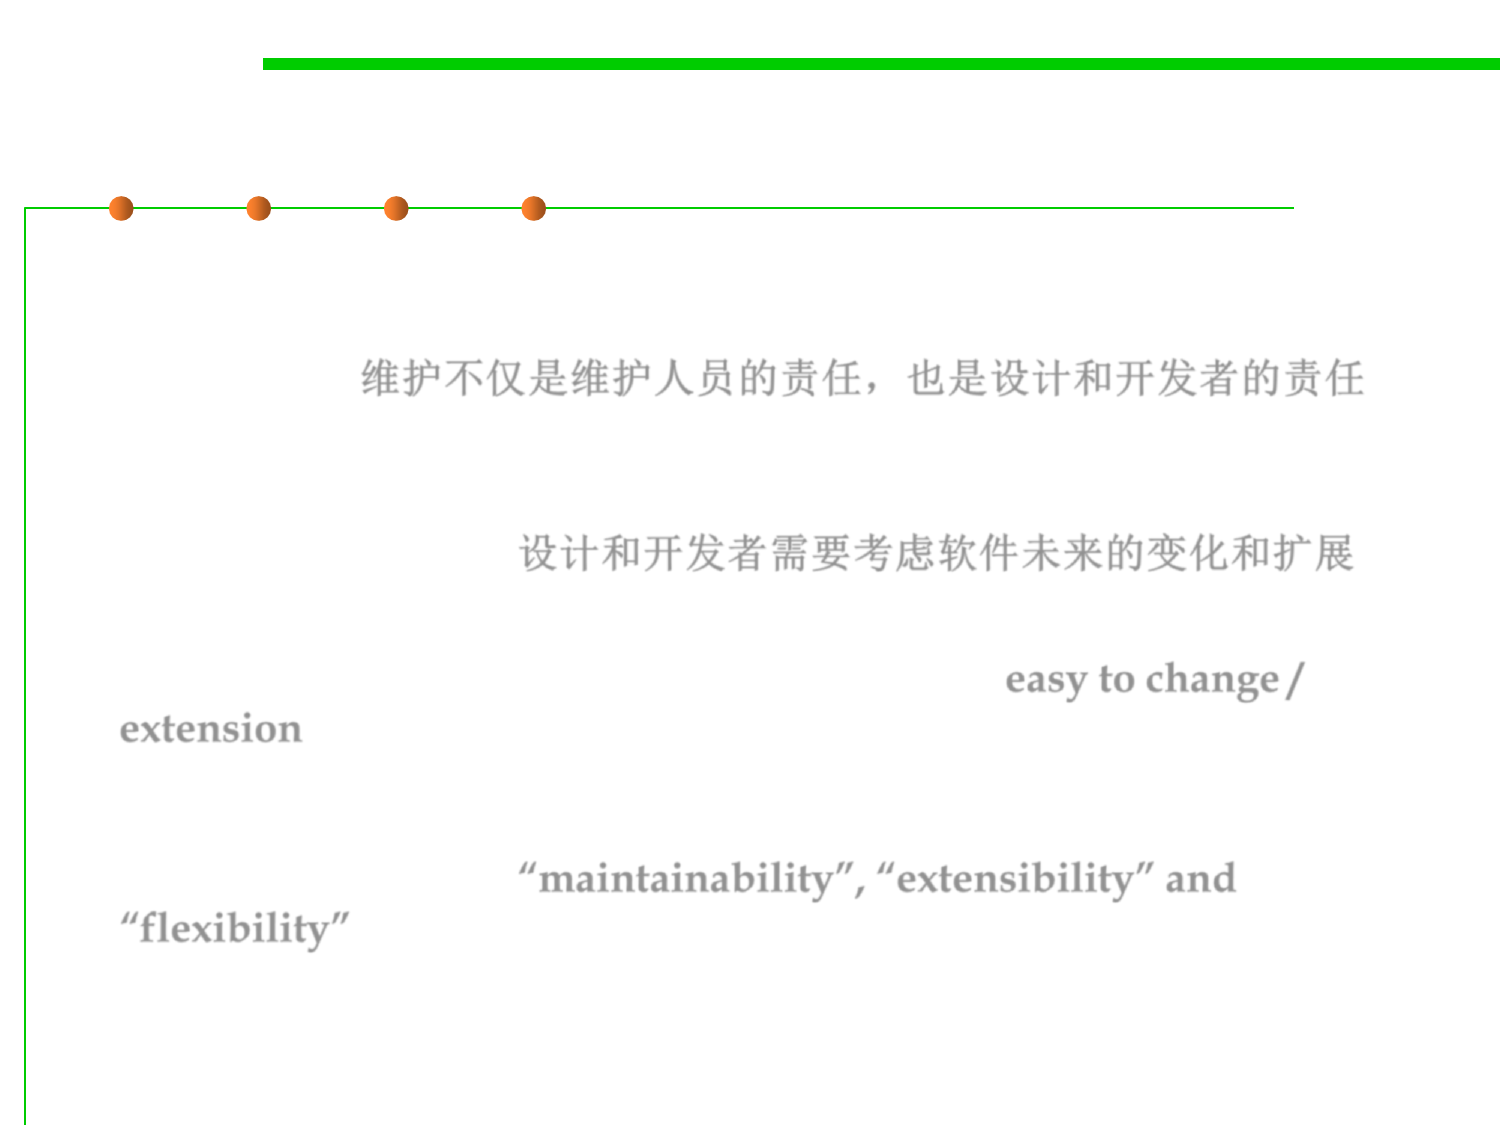 维护不仅是维护人员的责任，也是设计和开发者的责任
设计和开发者需要考虑软件未来的变化和扩展
easy to change/
extension
“maintainability”, “extensibility” and
“flexibility”